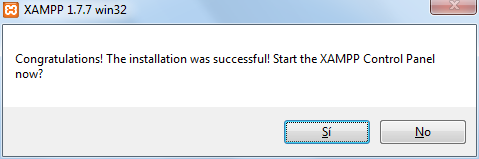 XAMPP 1.7.7 win32
Congratulations! The installation was successful! Start the XAMPP Control Panel
now?
Sí
No